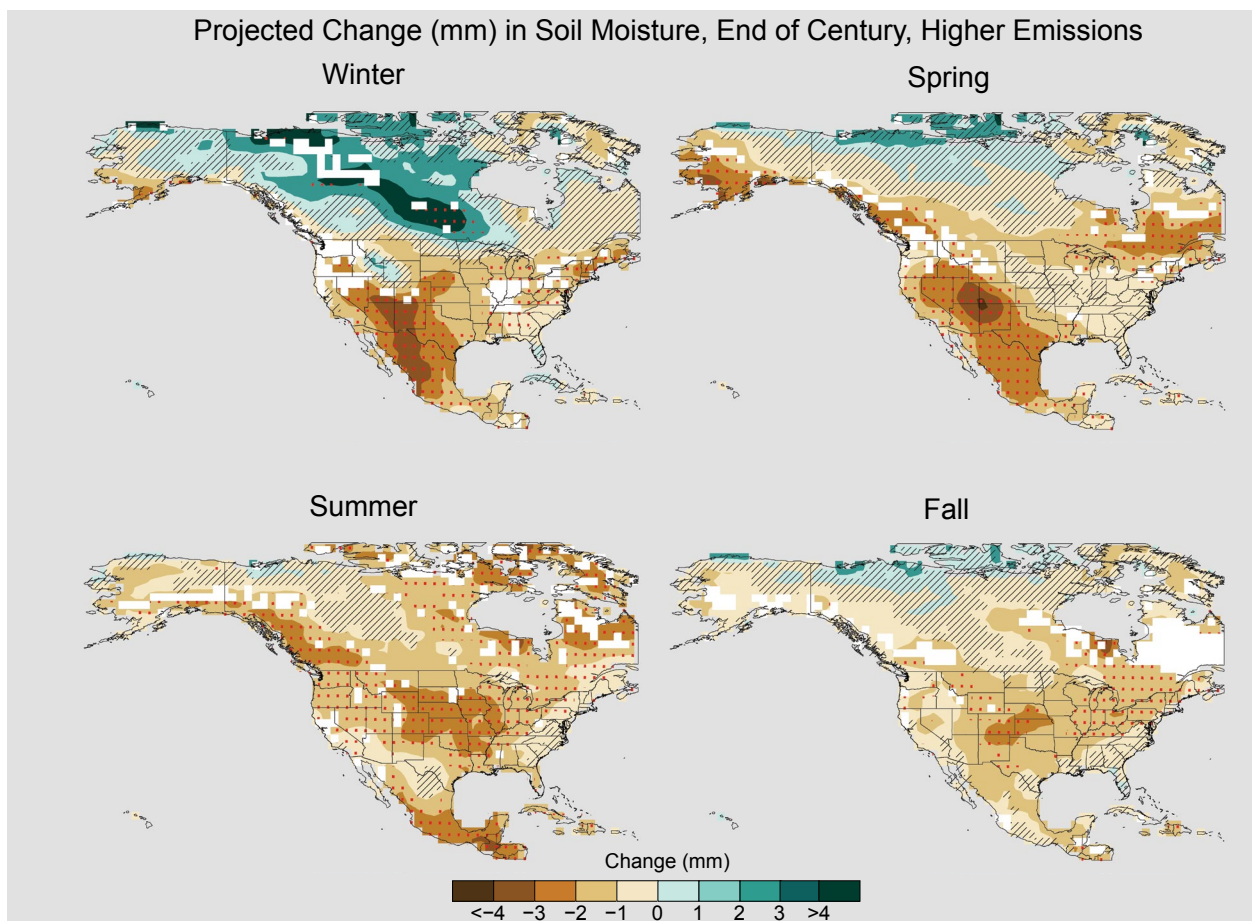 Projected Change (mm) in Soil Moisture, End of Century, Higher Emissions
Winter
Spring
Summer
Fall
Change (mm)
<−4 −3 −2 −1 0 1 2 3 >4